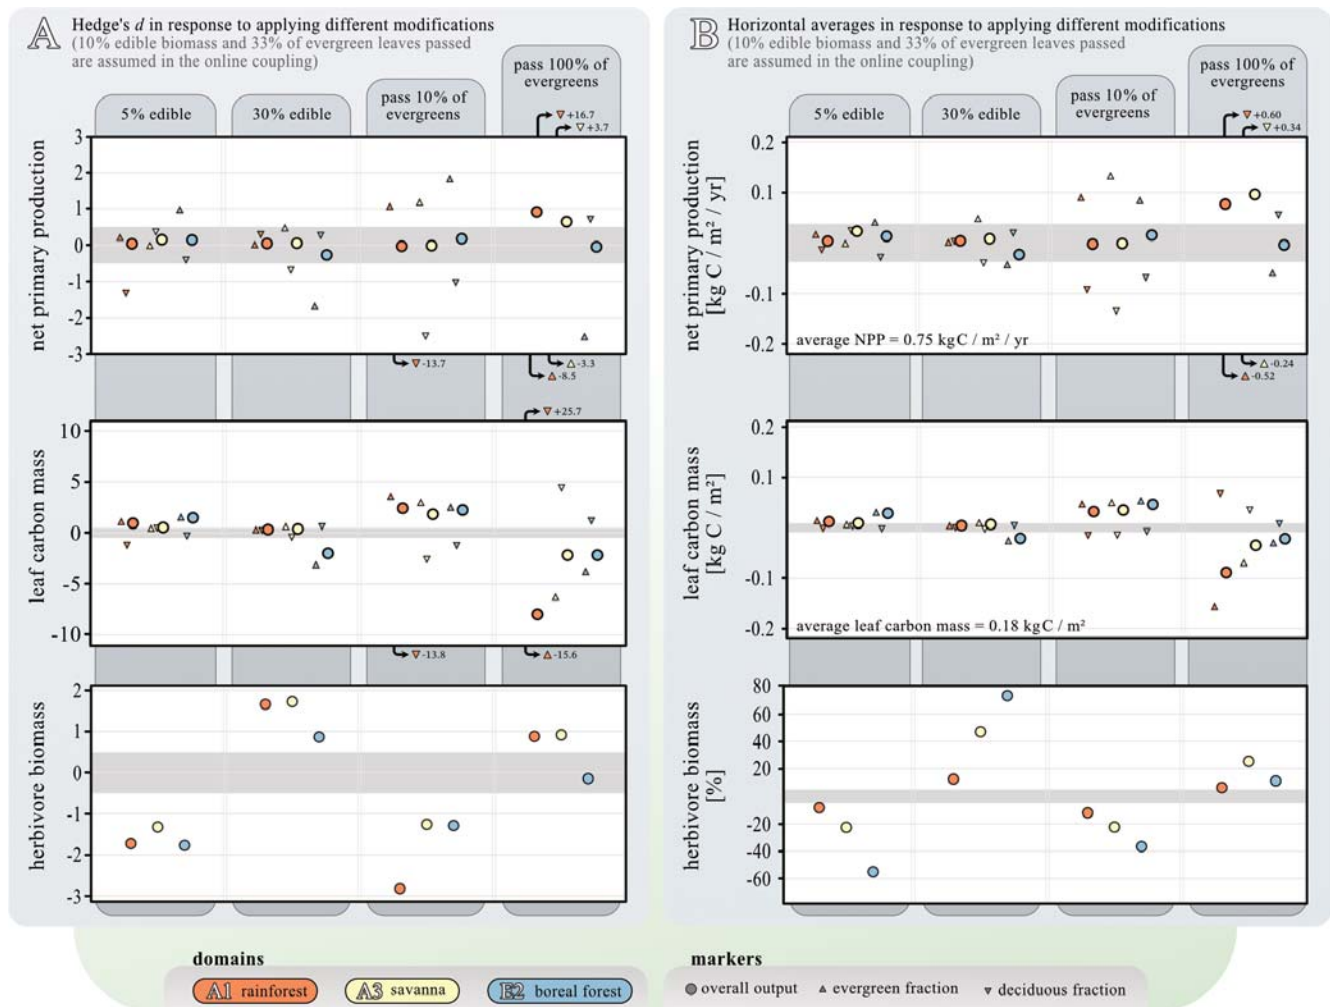 A Hedge's d in response to applying different modifications
(10% edible biomass and 33% of evergreen leaves passed
are assumed in the online coupling)
5% edible
30% edible
pass 10% of
evergreens
pass 100% of
evergreens
+16.7
+3.7
net primary production
3
2
1
0
-1
-2
-3
-13.7
-3.3
-8.5
+25.7
leaf carbon mass
10
5
0
-5
-10
-13.8
-15.6
herbivore biomass
2
1
0
-1
-2
-3
B Horizontal averages in response to applying different modifications
(10% edible biomass and 33% of evergreen leaves passed
are assumed in the online coupling)
5% edible
30% edible
pass 10% of
evergreens
pass 100% of
evergreens
+0.60
+0.34
net primary production
[kg C / m² / yr]
0.2
0.1
-0.1
-0.2
average NPP = 0.75 kgC / m² / yr
-0.24
-0.52
leaf carbon mass
[kg C / m²]
0.2
0.1
-0.1
-0.2
average leaf carbon mass = 0.18 kgC / m²
herbivore biomass
[%]
80
60
40
20
-20
-40
-60
domains
A1 rainforest
A3 savanna
E2 boreal forest
markers
overall output
evergreen fraction
deciduous fraction